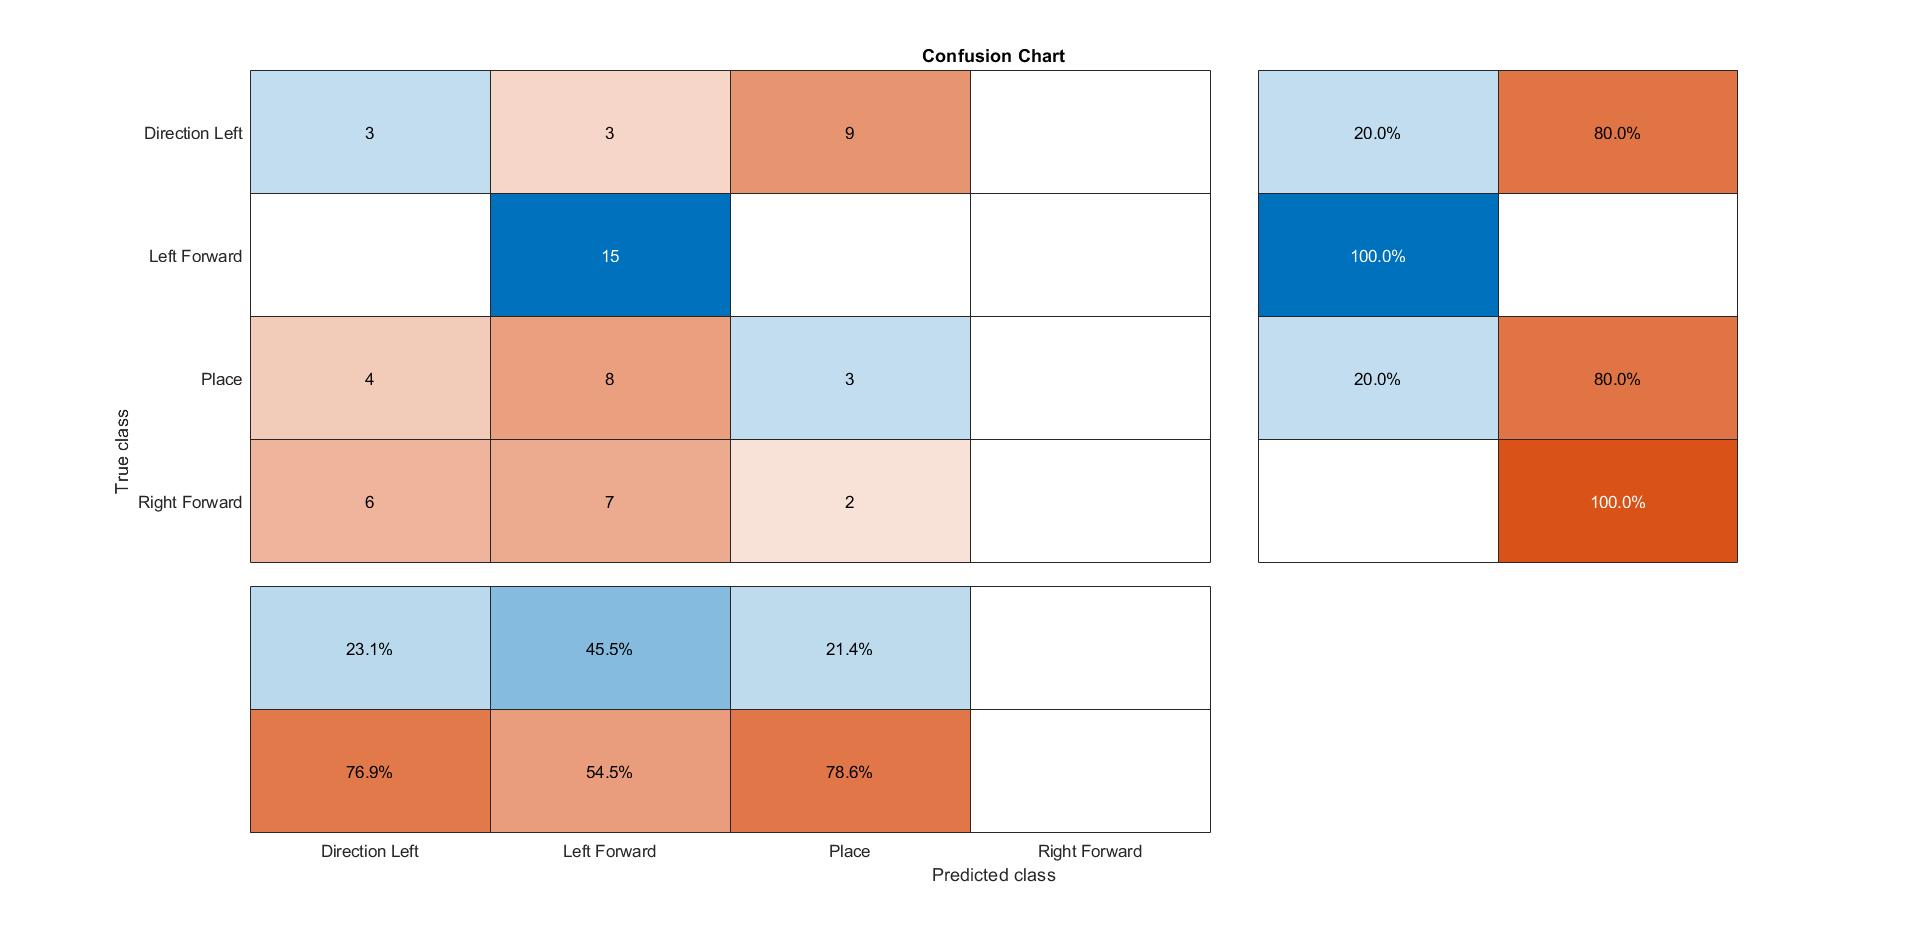 Confusion Chart
Direction Left 3 3 9 20.0% 80.0%
Left Forward 15 100.0%
Place 4 8 3 20.0% 80.0%
True class
Right Forward 6 7 2 100.0%
23.1% 45.5% 21.4%
76.9% 54.5% 78.6%
Direction Left Left Forward Place Right Forward
Predicted class